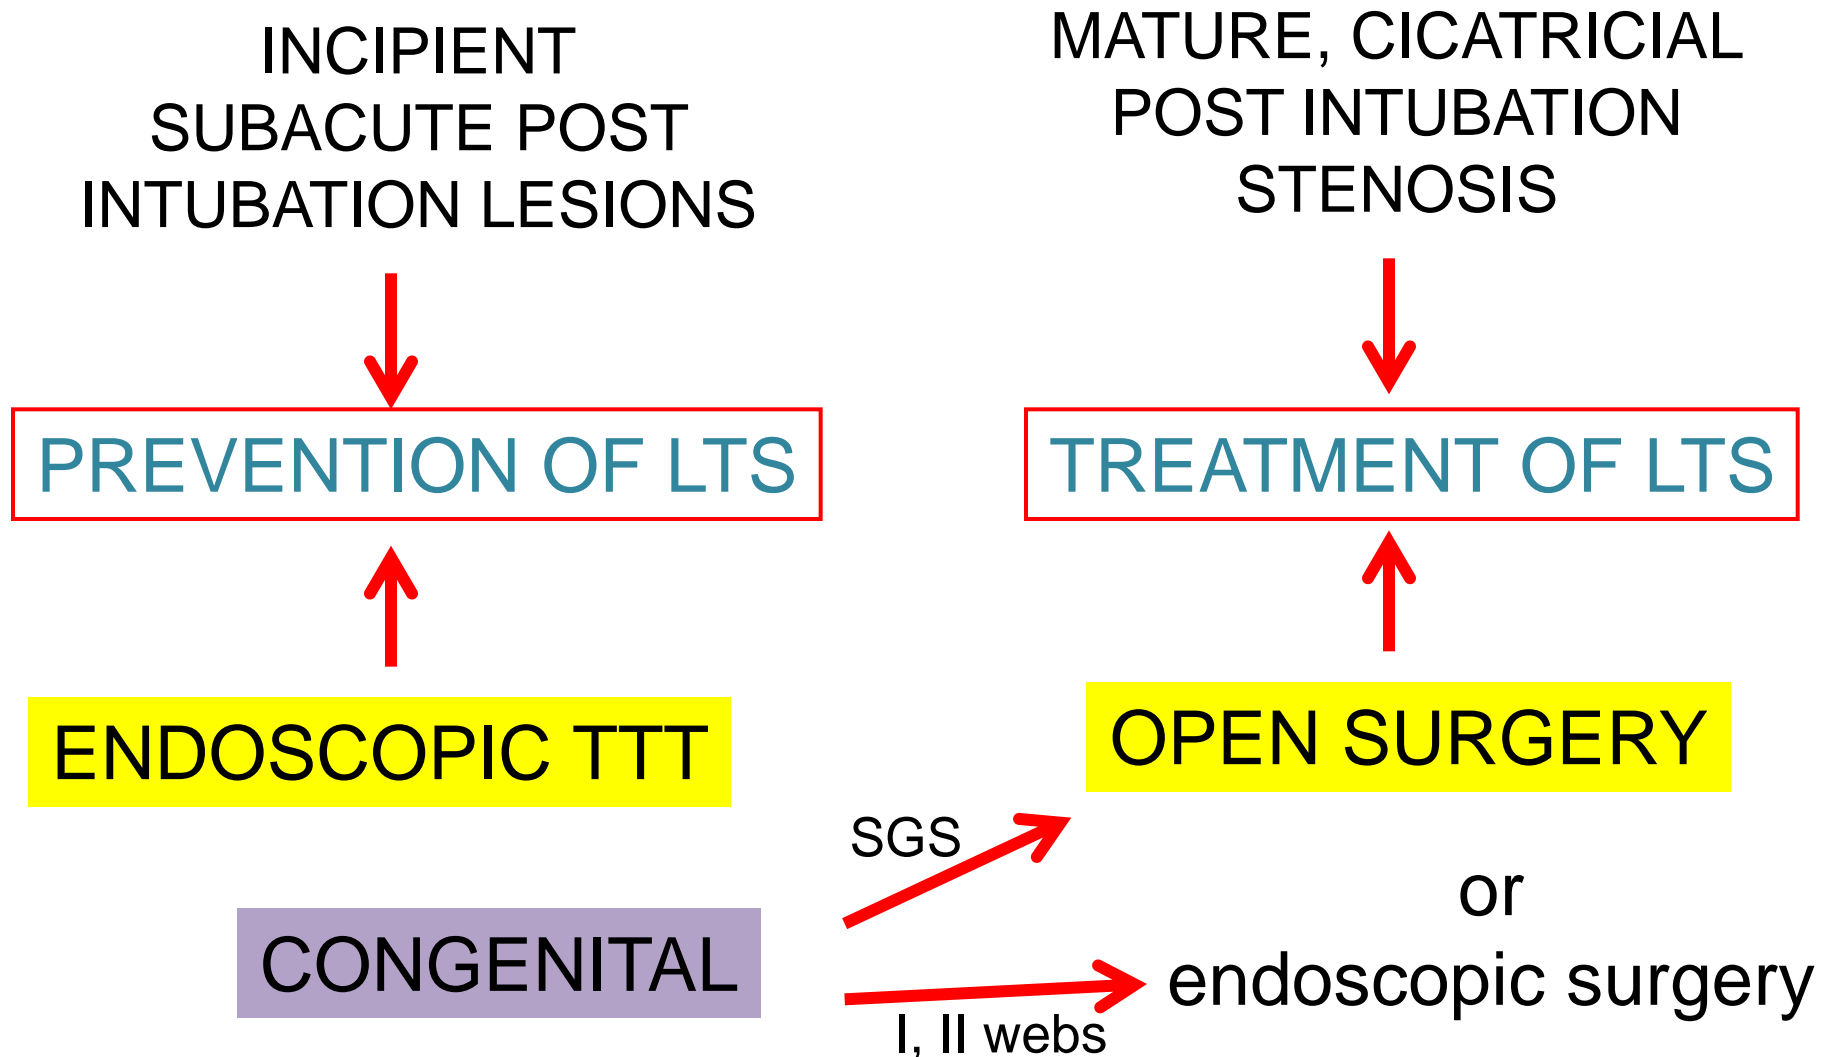 INCIPIENT
SUBACUTE POST
INTUBATION LESIONS
PREVENTION OF LTS
ENDOSCOPIC TTT
MATURE, CICATRICIAL
POST INTUBATION
STENOSIS
TREATMENT OF LTS
OPEN SURGERY
or
endoscopic surgery
CONGENITAL
SGS
I, II webs